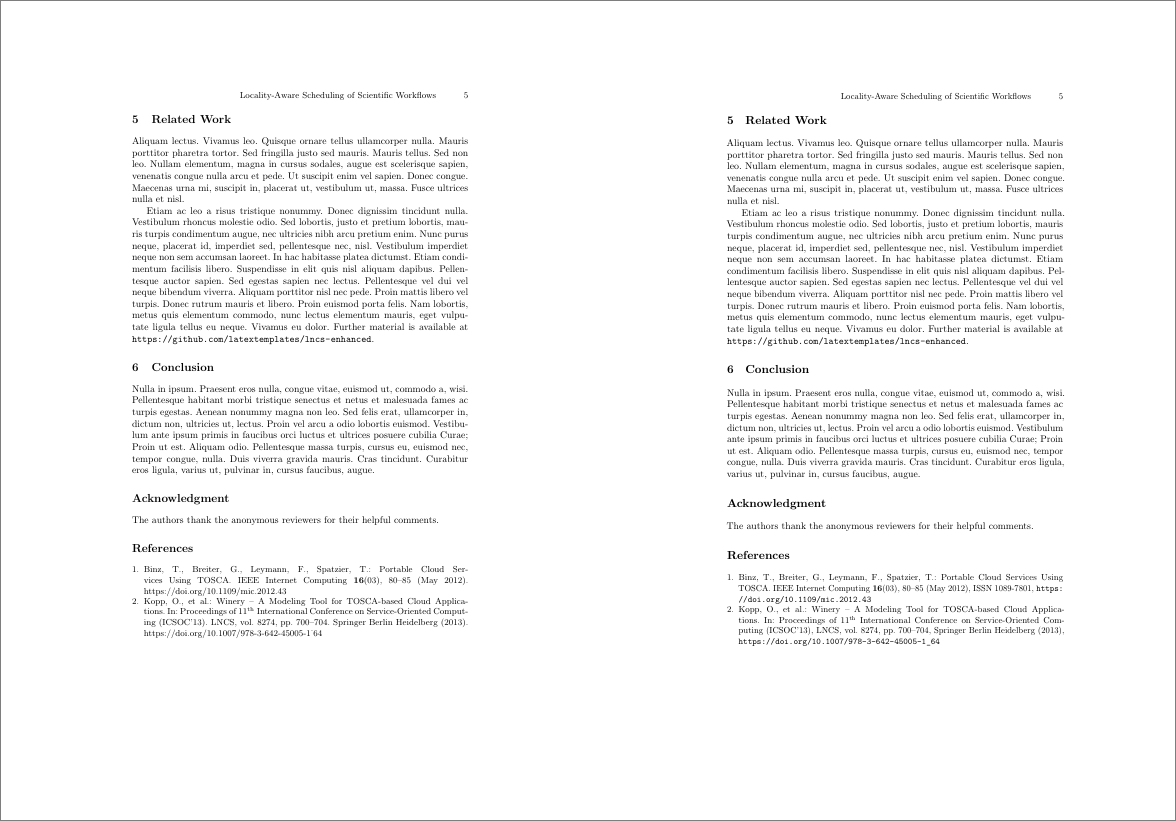 Locality-Aware Scheduling of Scientific Workflows 5
5 Related Work
Aliquam lectus. Vivamus leo. Quisque ornare tellus ullamcorper nulla. Mauris
porttitor pharetra tortor. Sed fringilla justo sed mauris. Mauris tellus. Sed non
leo. Nullam elementum, magna in cursus sodales, augue est scelerisque sapien,
venenatis congue nulla arcu et pede. Ut suscipit enim vel sapien. Donec congue.
Maecenas urna mi, suscipit in, placerat ut, vestibulum ut, massa. Fusce ultrices
nulla et nisl.
Etiam ac leo a risus tristique nonummy. Donec dignissim tincidunt nulla.
Vestibulum rhoncus molestie odio. Sed lobortis, justo et pretium lobortis, mau-
ris turpis condimentum augue, nec ultricies nibh arcu pretium enim. Nunc purus
neque, placerat id, imperdiet sed, pellentesque nec, nisl. Vestibulum imperdiet
neque non sem accumsan laoreet. In hac habitasse platea dictumst. Etiam condi-
mentum facilisis libero. Suspendisse in elit quis nisl aliquam dapibus. Pellen-
tesque auctor sapien. Sed egestas sapien nec lectus. Pellentesque vel dui vel
neque bibendum viverra. Aliquam porttitor nisl nec pede. Proin mattis libero vel
turpis. Donec rutrum mauris et libero. Proin euismod porta felis. Nam lobortis,
metus quis elementum commodo, nunc lectus elementum mauris, eget vulpu-
tate ligula tellus eu neque. Vivamus eu dolor. Further material is available at
https://github.com/latextemplates/lncs-enhanced.
6 Conclusion
Nulla in ipsum. Praesent eros nulla, congue vitae, euismod ut, commodo a, wisi.
Pellentesque habitant morbi tristique senectus et netus et malesuada fames ac
turpis egestas. Aenean nonummy magna non leo. Sed felis erat, ullamcorper in,
dictum non, ultricies ut, lectus. Proin vel arcu a odio lobortis euismod. Vestibu-
lum ante ipsum primis in faucibus orci luctus et ultrices posuere cubilia Curae;
Proin ut est. Aliquam odio. Pellentesque massa turpis, cursus eu, euismod nec,
tempor congue, nulla. Duis viverra gravida mauris. Cras tincidunt. Curabitur
eros ligula, varius ut, pulvinar in, cursus faucibus, augue.
Acknowledgment
The authors thank the anonymous reviewers for their helpful comments.
References
1. Binz, T., Breiter, G., Leymann, F., Spatzier, T.: Portable Cloud Ser-
vices Using TOSCA. IEEE Internet Computing 16(03), 80–85 (May 2012).
https://doi.org/10.1109/mic.2012.43
2. Kopp, O., et al.: Winery – A Modeling Tool for TOSCA-based Cloud Applica-
tions. In: Proceedings of 11th International Conference on Service-Oriented Comput-
ing (ICSOC'13). LNCS, vol. 8274, pp. 700–704. Springer Berlin Heidelberg (2013).
https://doi.org/10.1007/978-3-642-45005-1˙64
Locality-Aware Scheduling of Scientific Workflows 5
5 Related Work
Aliquam lectus. Vivamus leo. Quisque ornare tellus ullamcorper nulla. Mauris
porttitor pharetra tortor. Sed fringilla justo sed mauris. Mauris tellus. Sed non
leo. Nullam elementum, magna in cursus sodales, augue est scelerisque sapien,
venenatis congue nulla arcu et pede. Ut suscipit enim vel sapien. Donec congue.
Maecenas urna mi, suscipit in, placerat ut, vestibulum ut, massa. Fusce ultrices
nulla et nisl.
Etiam ac leo a risus tristique nonummy. Donec dignissim tincidunt nulla.
Vestibulum rhoncus molestie odio. Sed lobortis, justo et pretium lobortis, mauris
turpis condimentum augue, nec ultricies nibh arcu pretium enim. Nunc purus
neque, placerat id, imperdiet sed, pellentesque nec, nisl. Vestibulum imperdiet
neque non sem accumsan laoreet. In hac habitasse platea dictumst. Etiam
condimentum facilisis libero. Suspendisse in elit quis nisl aliquam dapibus. Pel-
lentesque auctor sapien. Sed egestas sapien nec lectus. Pellentesque vel dui vel
neque bibendum viverra. Aliquam porttitor nisl nec pede. Proin mattis libero vel
turpis. Donec rutrum mauris et libero. Proin euismod porta felis. Nam lobortis,
metus quis elementum commodo, nunc lectus elementum mauris, eget vulpu-
tate ligula tellus eu neque. Vivamus eu dolor. Further material is available at
https://github.com/latextemplates/lncs-enhanced.
6 Conclusion
Nulla in ipsum. Praesent eros nulla, congue vitae, euismod ut, commodo a, wisi.
Pellentesque habitant morbi tristique senectus et netus et malesuada fames ac
turpis egestas. Aenean nonummy magna non leo. Sed felis erat, ullamcorper in,
dictum non, ultricies ut, lectus. Proin vel arcu a odio lobortis euismod. Vestibulum
ante ipsum primis in faucibus orci luctus et ultrices posuere cubilia Curae; Proin
ut est. Aliquam odio. Pellentesque massa turpis, cursus eu, euismod nec, tempor
congue, nulla. Duis viverra gravida mauris. Cras tincidunt. Curabitur eros ligula,
varius ut, pulvinar in, cursus faucibus, augue.
Acknowledgment
The authors thank the anonymous reviewers for their helpful comments.
References
1. Binz, T., Breiter, G., Leymann, F., Spatzier, T.: Portable Cloud Services Using
TOSCA. IEEE Internet Computing 16(03), 80–85 (May 2012), ISSN 1089-7801, https:
//doi.org/10.1109/mic.2012.43
2. Kopp, O., et al.: Winery – A Modeling Tool for TOSCA-based Cloud Applica-
tions. In: Proceedings of 11th International Conference on Service-Oriented Com-
puting (ICSOC'13), LNCS, vol. 8274, pp. 700–704, Springer Berlin Heidelberg (2013),
https://doi.org/10.1007/978-3-642-45005-1_64